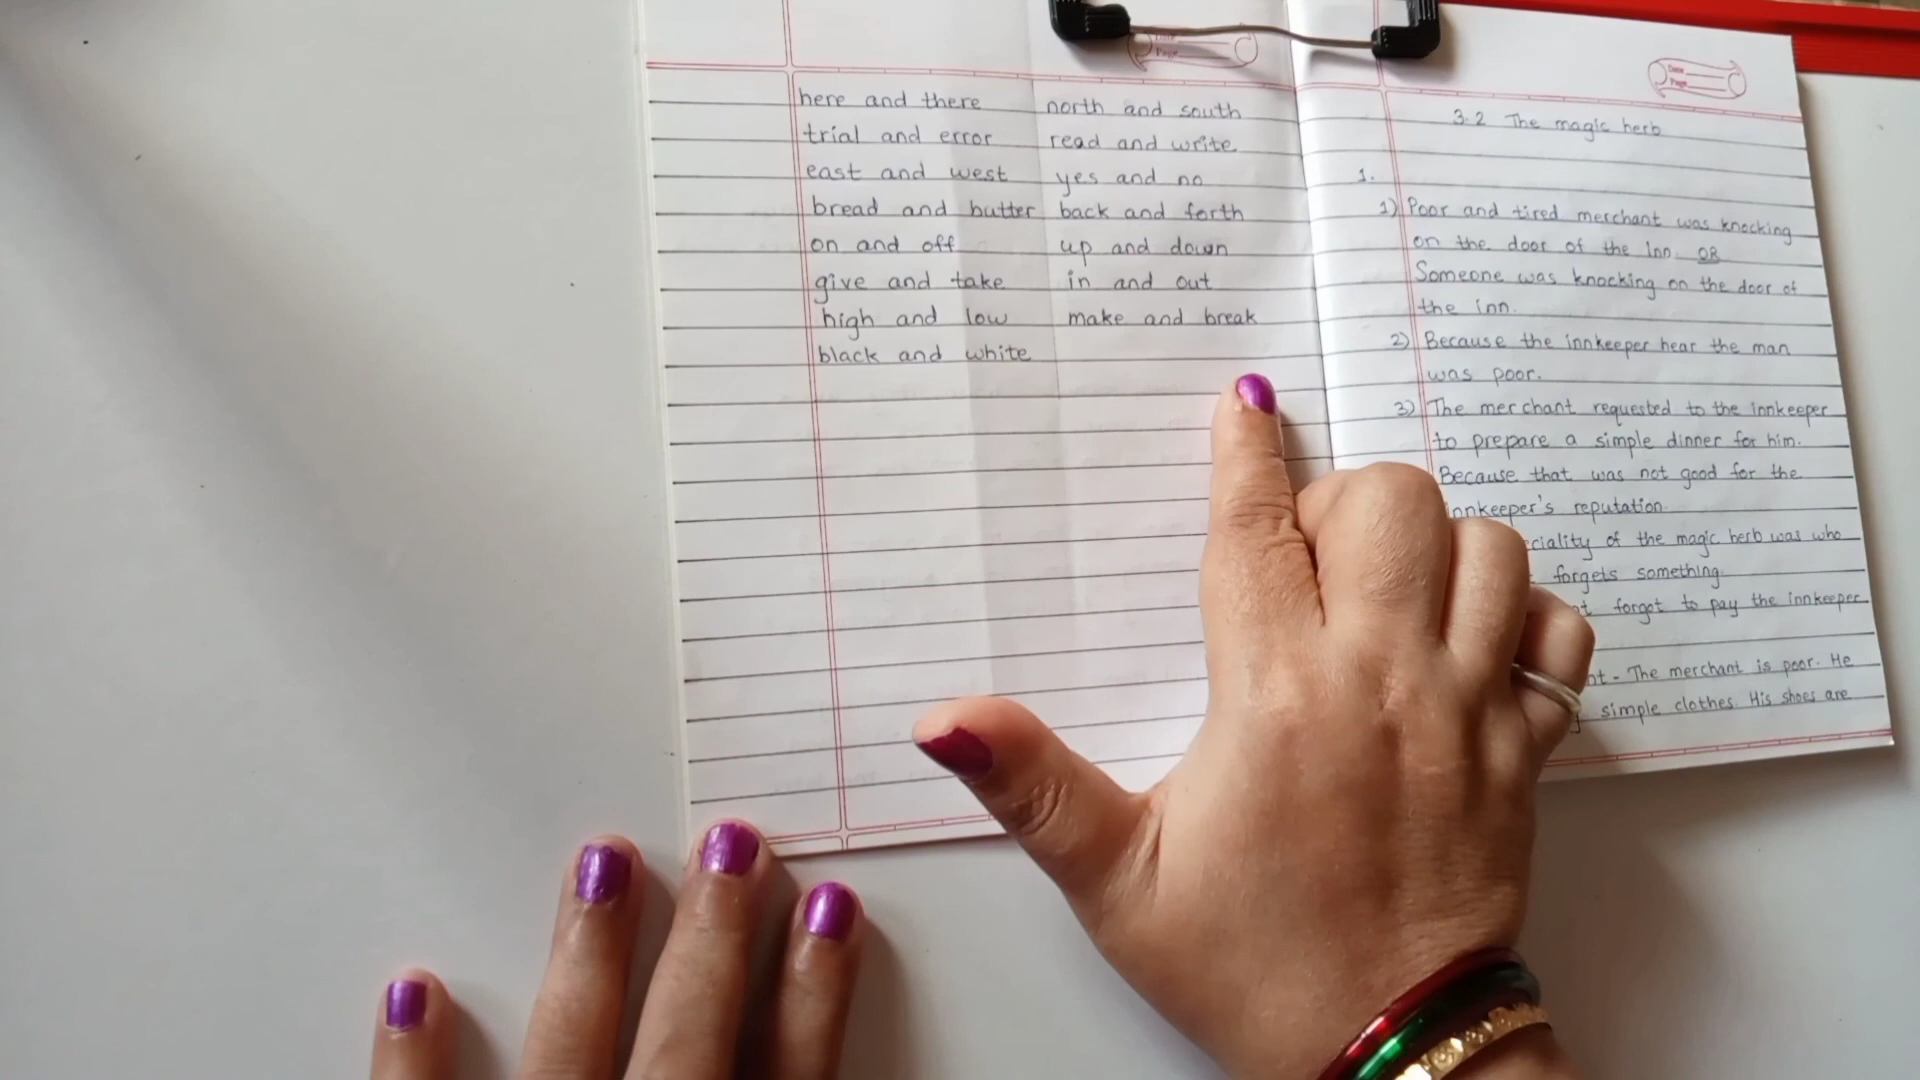 here and there
trial and error
east and west
bread and butter
on and off
give and take
high and low
black and white
north and south
read and write
yes and no
back and forth
up and down
in and out
make and break
Page
Date
Page
3.2 The magic herb
1.
1) Poor and tired merchant was knocking
on the door of the Inn. OR
Someone was knocking on the door of
the inn.
2) Because the innkeeper hear the man
was poor.
3) The merchant requested to the innkeeper
to prepare a simple dinner for him.
Because that was not good for the
innkeeper's reputation.
ciality of the magic herb was who
forgets something.
forgot to pay the innkeeper
nt - The merchant is poor. He
simple clothes. His shoes are